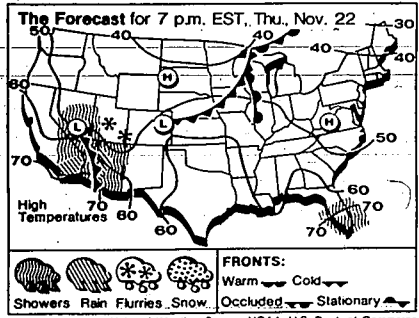 The Forecast for 7 p.m. EST, Thu., Nov. 22
50
40
40
30
40
40
60
H
L
L
H
50
70
60
70
High
Temperatures
70
60
60
70
70
FRONTS:
Warm Cold
Showers Rain Flurries Snow
Occluded Stationary